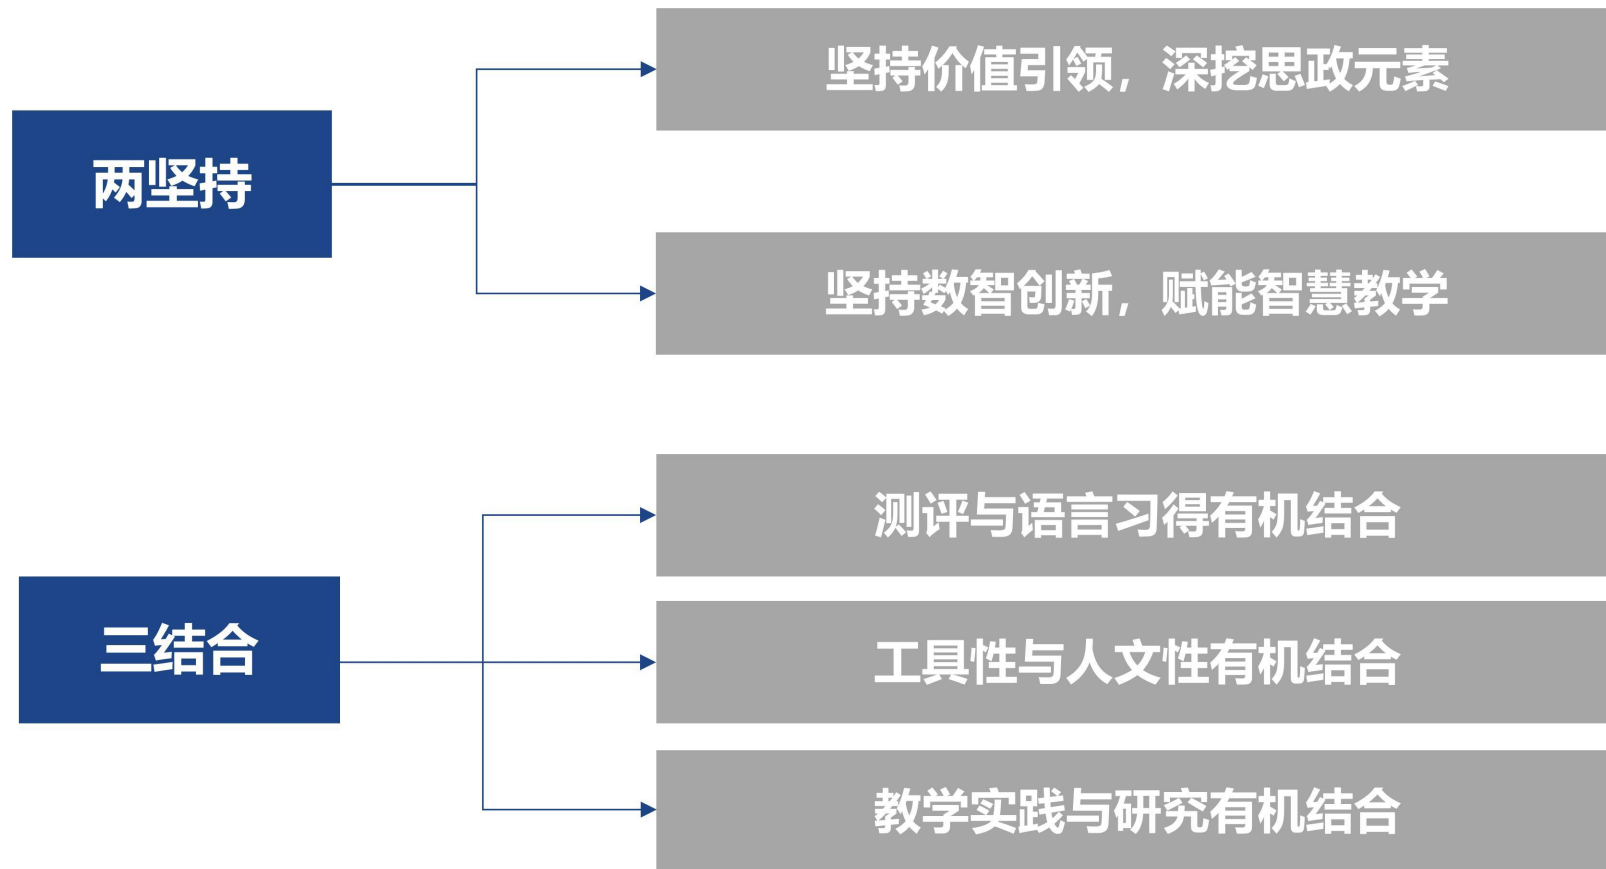 两坚持
坚持价值引领，深挖思政元素
坚持数智创新，赋能智慧教学
三结合
测评与语言习得有机结合
工具性与人文性有机结合
教学实践与研究有机结合